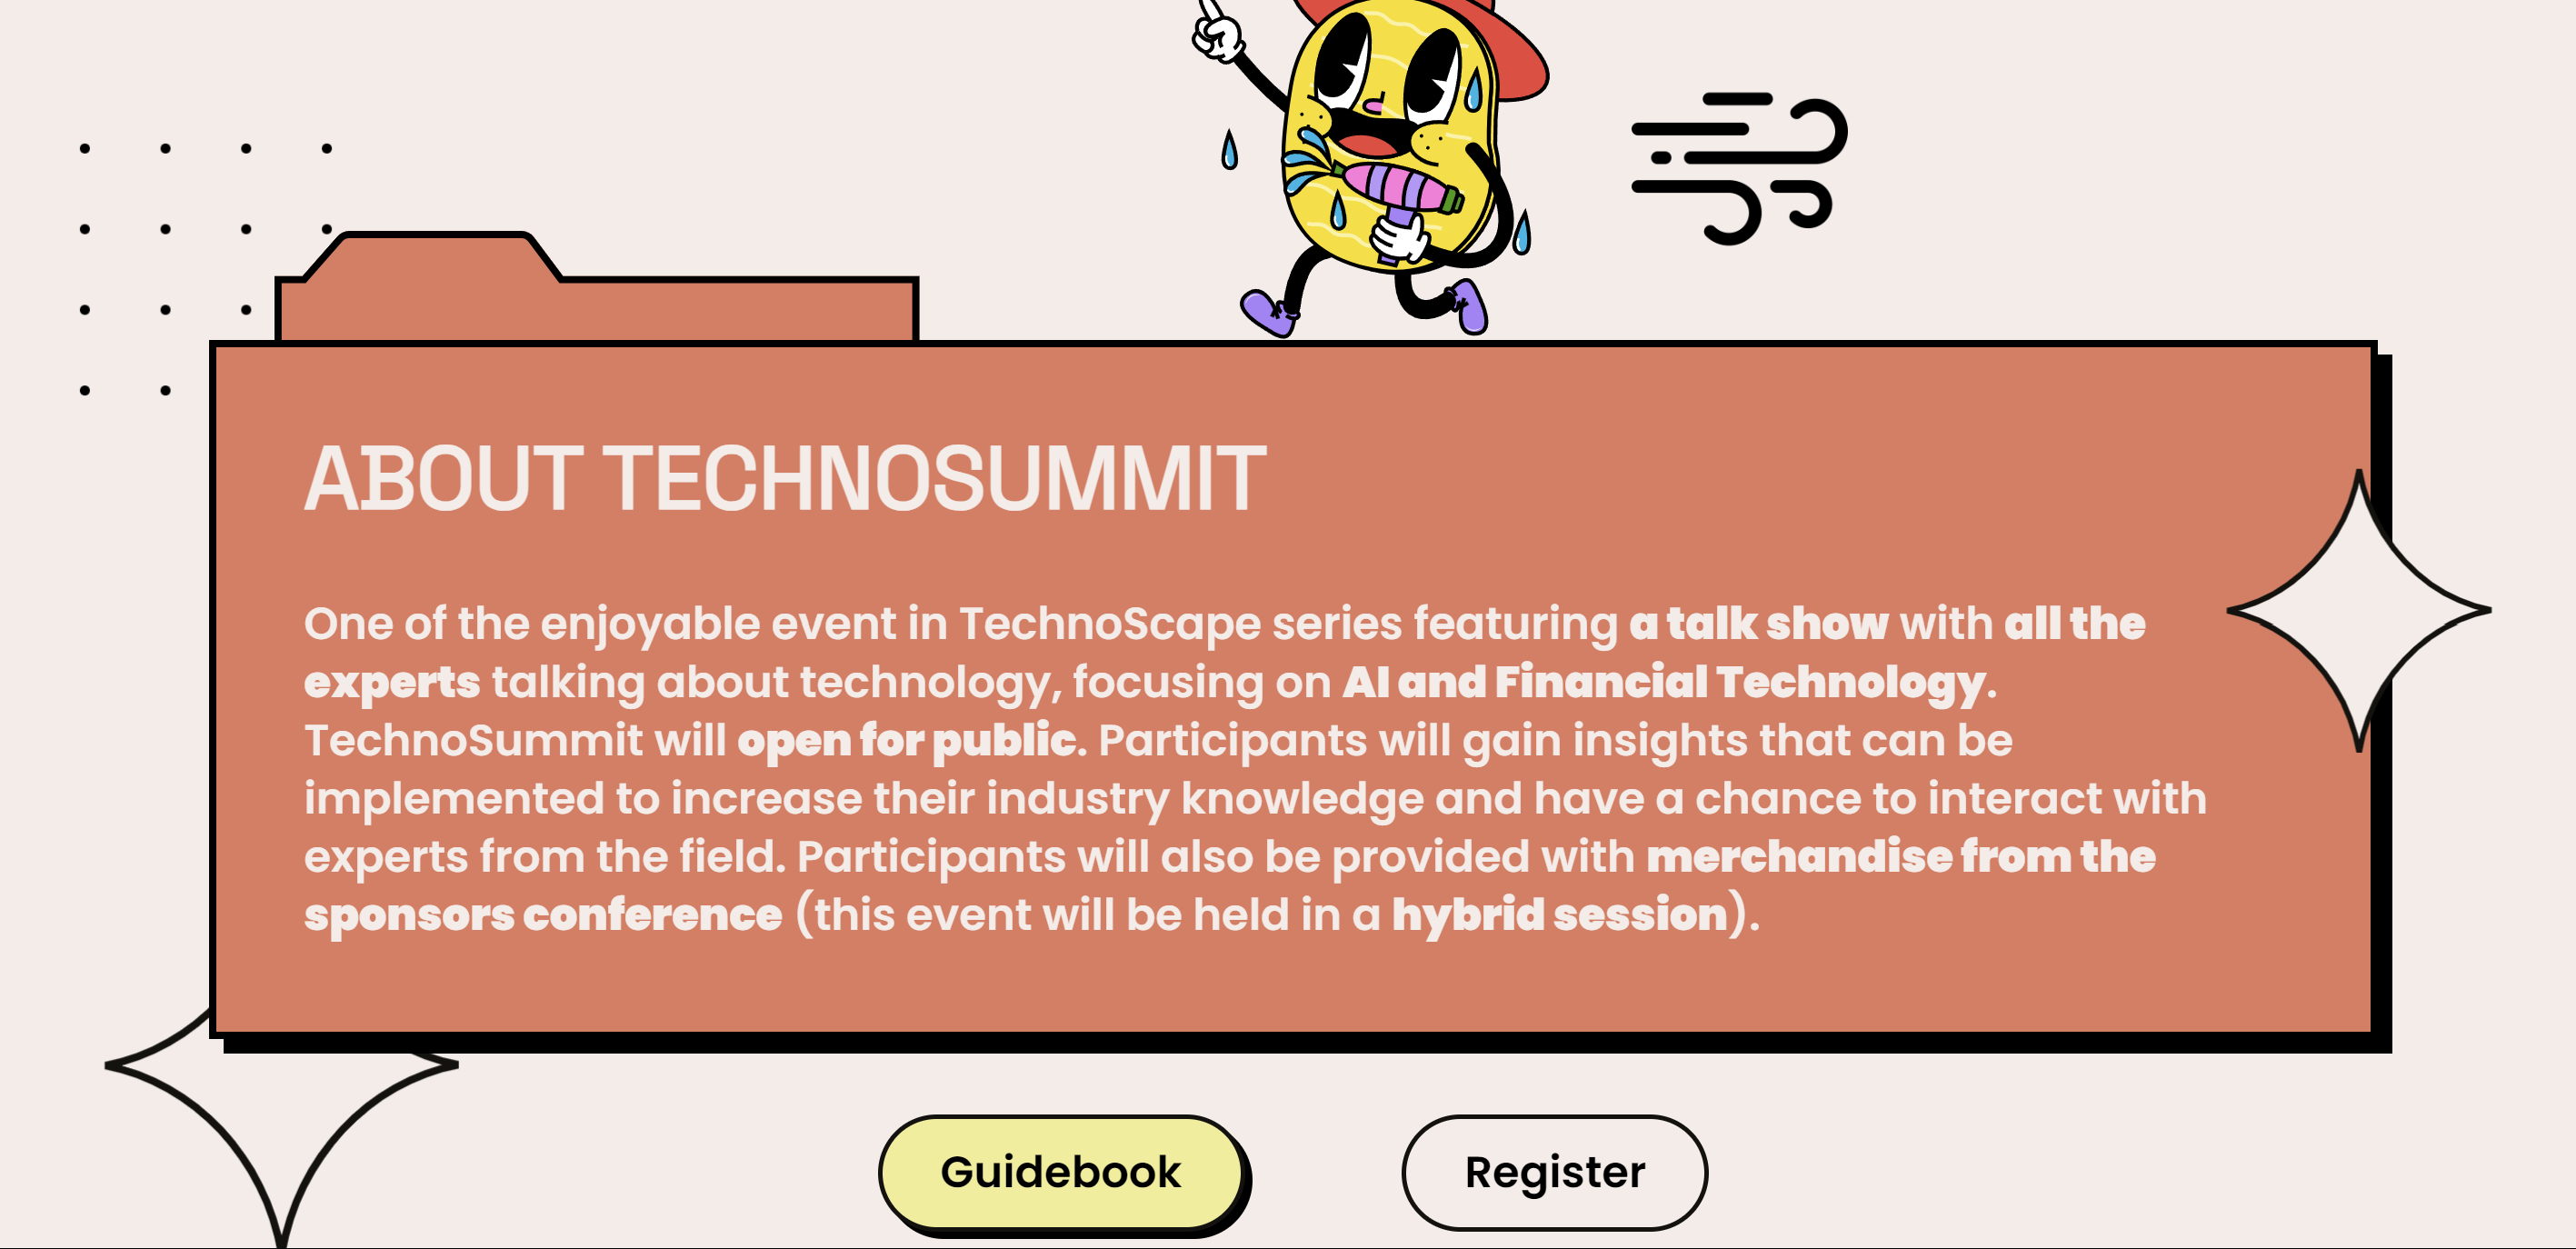 ABOUT TECHNOSUMMIT
One of the enjoyable event in TechnoScape series featuring a talk show with all the
experts talking about technology, focusing on AI and Financial Technology.
TechnoSummit will open for public. Participants will gain insights that can be
implemented to increase their industry knowledge and have a chance to interact with
experts from the field. Participants will also be provided with merchandise from the
sponsors conference (this event will be held in a hybrid session).
Guidebook
Register